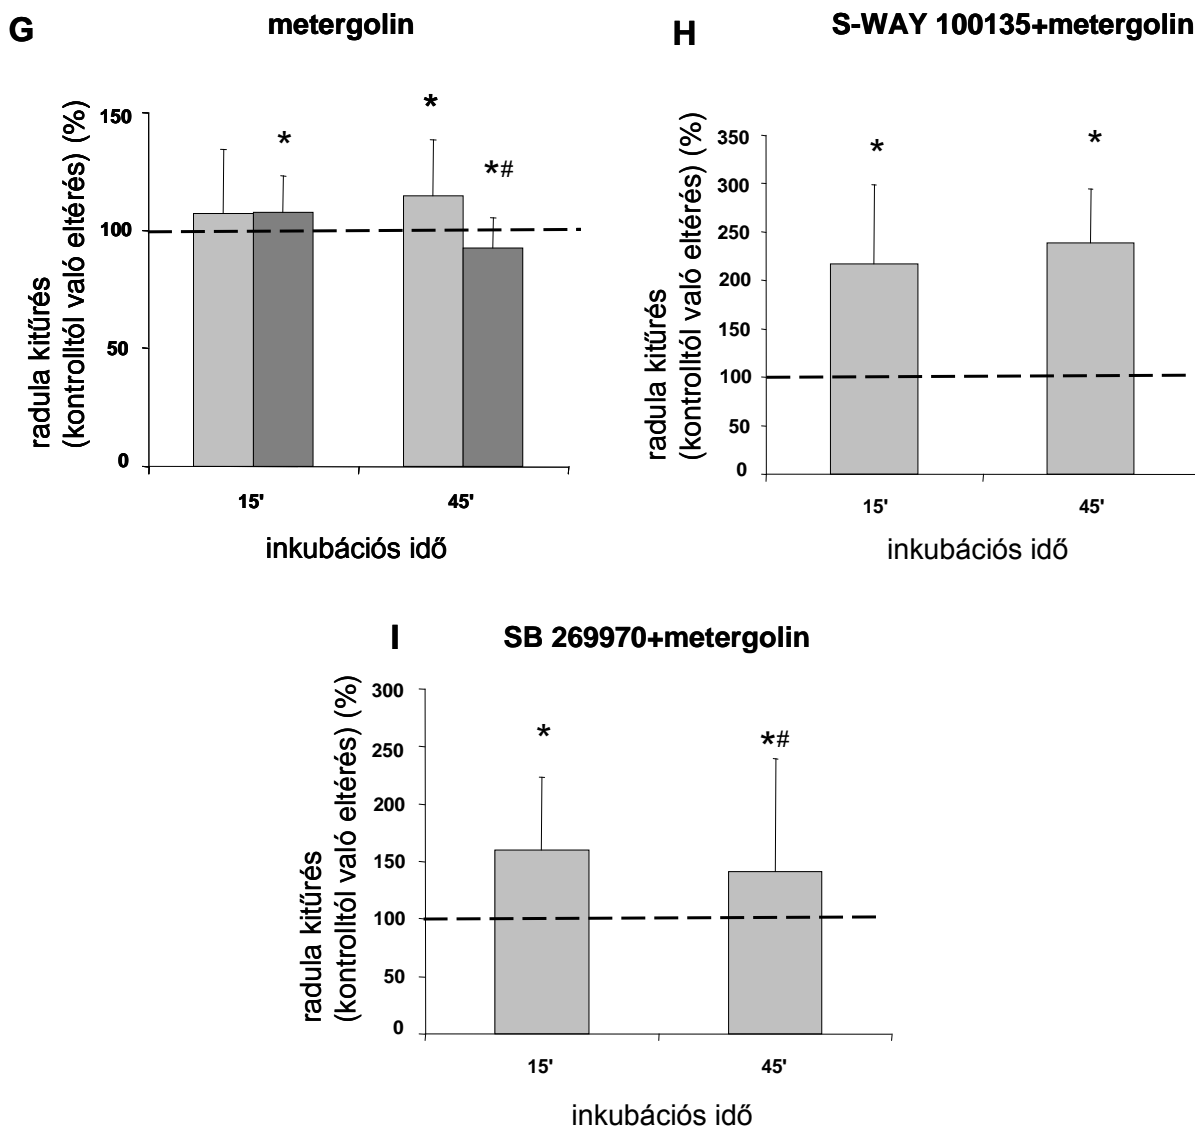 G
metergolin
radula kitűrés
(kontrolltól való eltérés) (%)
150
100
50
0
*
*
*#
15'
45'
inkubációs idő
H
S-WAY 100135+metergolin
radula kitűrés
(kontrolltól való eltérés) (%)
350
300
250
200
150
100
50
0
*
*
15'
45'
inkubációs idő
I
SB 269970+metergolin
radula kitűrés
(kontrolltól való eltérés) (%)
300
250
200
150
100
50
0
*
*#
15'
45'
inkubációs idő